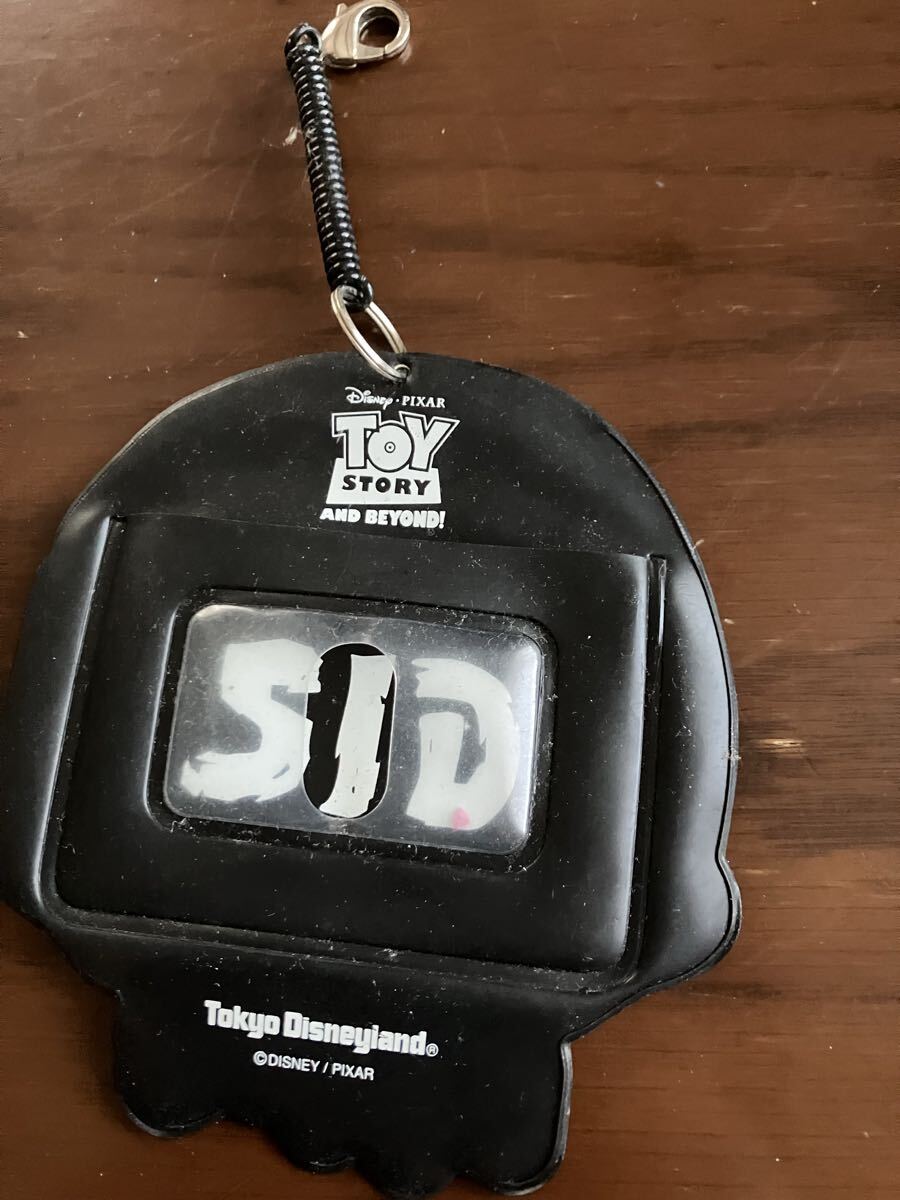 Disney · PIXAR
TOY
STORY
AND BEYOND!
SID
Tokyo Disneyland®
©DISNEY / PIXAR